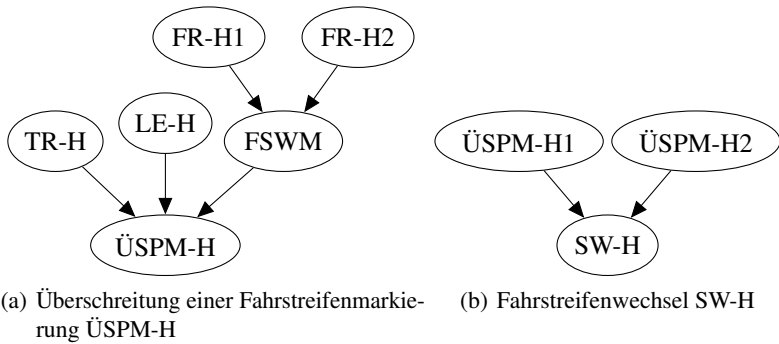 FR-H1 FR-H2
TR-H LE-H FSWM
ÜSPM-H1 ÜSPM-H2
ÜSPM-H
SW-H
(a) Überschreitung einer Fahrstreifenmarkie-
rung ÜSPM-H
(b) Fahrstreifenwechsel SW-H